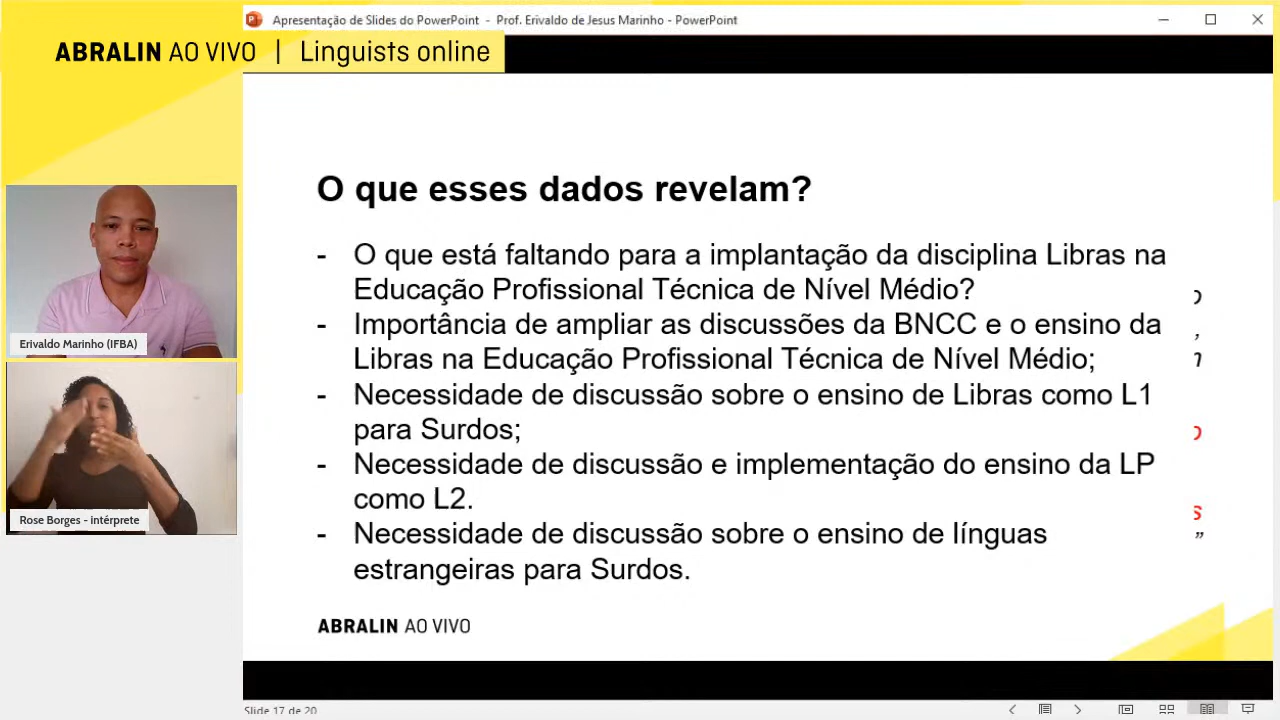 Apresentação de Slides do PowerPoint - Prof. Erivaldo de Jesus Marinho - PowerPoint
ABRALIN AO VIVO | Linguists online
O que esses dados revelam?
- O que está faltando para a implantação da disciplina Libras na
Educação Profissional Técnica de Nível Médio?
- Importância de ampliar as discussões da BNCC e o ensino da
Libras na Educação Profissional Técnica de Nível Médio;
- Necessidade de discussão sobre o ensino de Libras como L1
para Surdos;
- Necessidade de discussão e implementação do ensino da LP
como L2.
- Necessidade de discussão sobre o ensino de línguas
estrangeiras para Surdos.
Erivaldo Marinho (IFBA)
Rose Borges - intérprete
ABRALIN AO VIVO
Slide 17 de 20